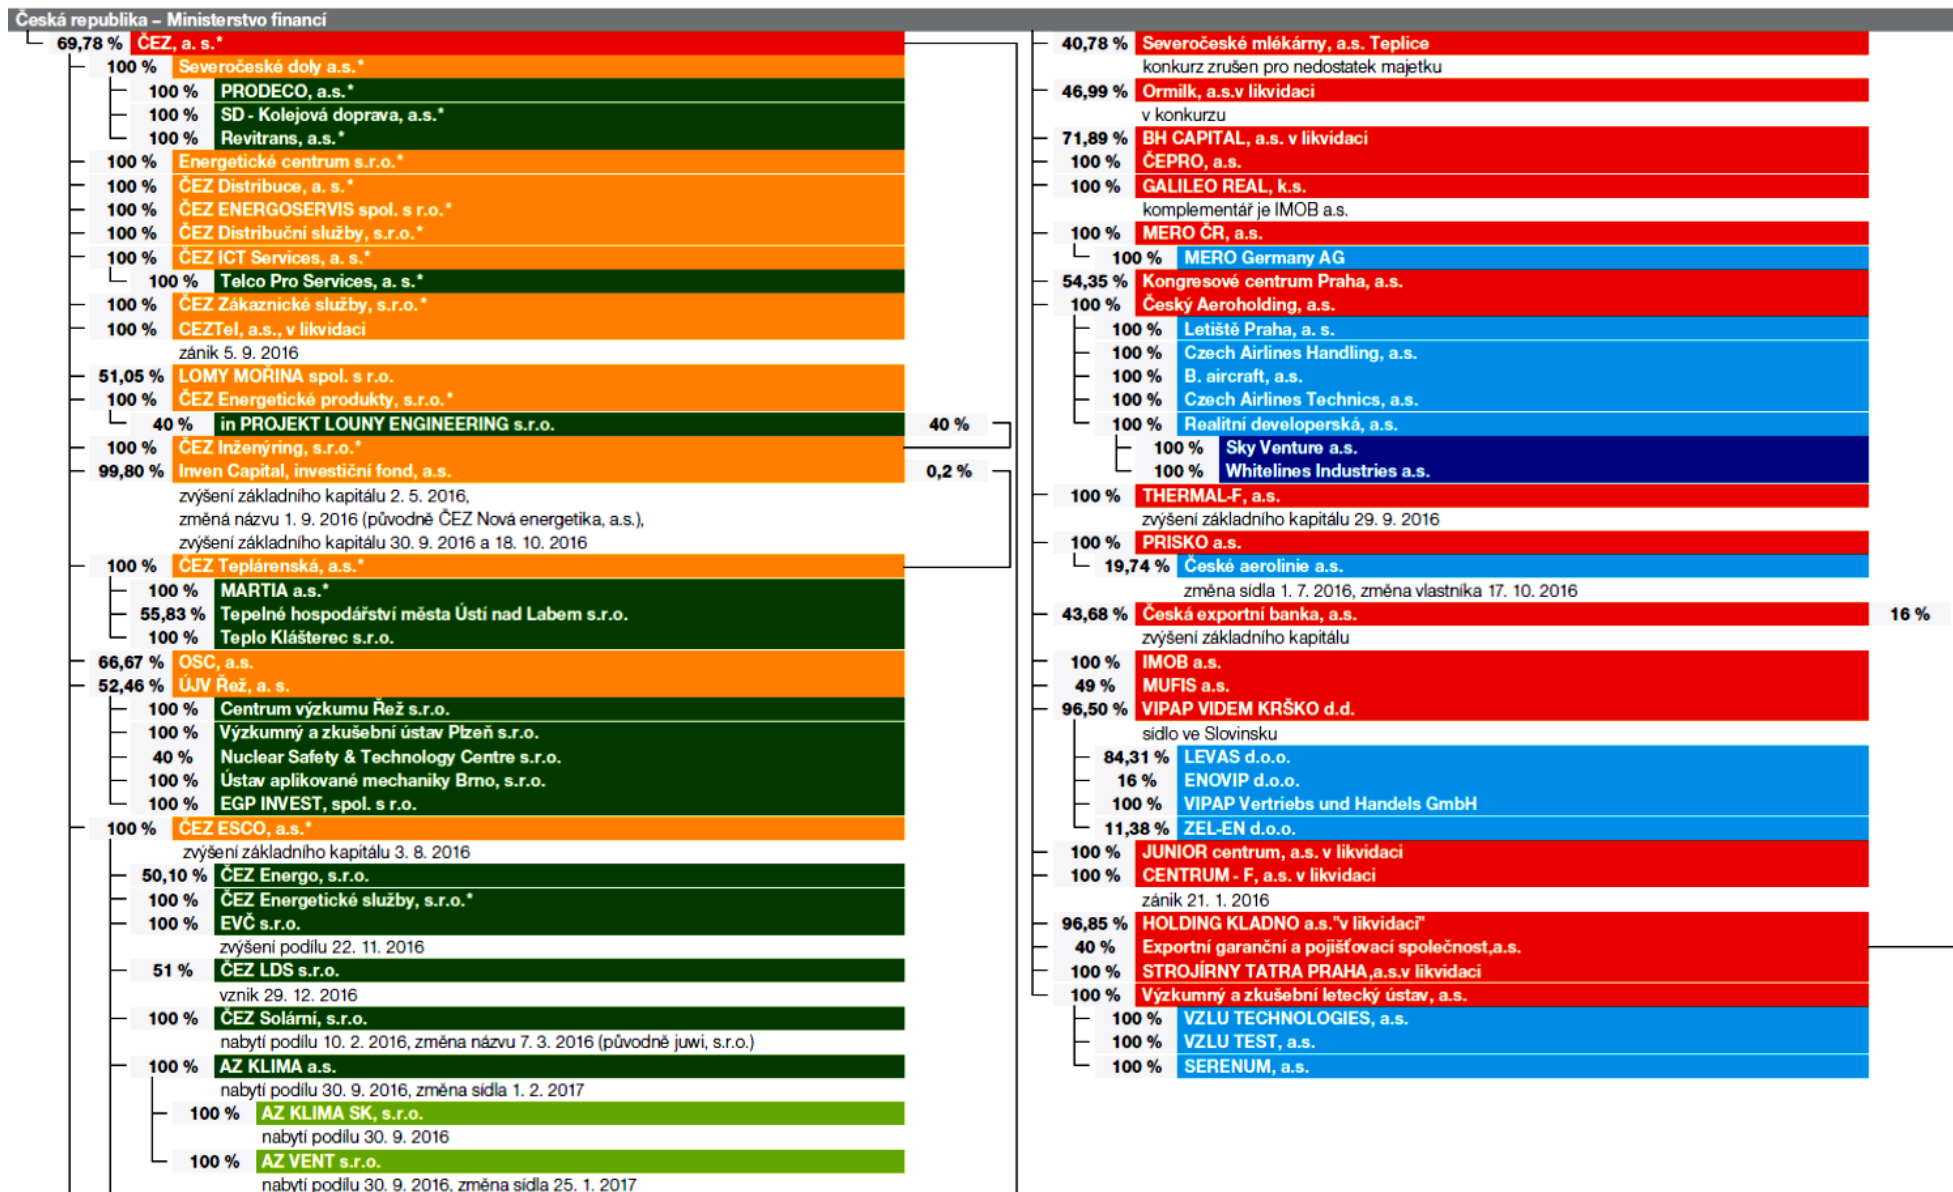 Česká republika – Ministerstvo financí
69,78 % ČEZ, a. s.*
100 % Severočeské doly a.s.*
100 % PRODECO, a.s.*
100 % SD - Kolejová doprava, a.s.*
100 % Revitrans, a.s.*
100 % Energetické centrum s.r.o.*
100 % ČEZ Distribuce, a. s.*
100 % ČEZ ENERGOSERVIS spol. s r.o.*
100 % ČEZ Distribuční služby, s.r.o.*
100 % ČEZ ICT Services, a. s.*
100 % Telco Pro Services, a. s.*
100 % ČEZ Zákaznické služby, s.r.o.*
100 % CEZTel, a.s., v likvidaci
zánik 5. 9. 2016
51,05 % LOMY MOŘINA spol. s r.o.
100 % ČEZ Energetické produkty, s.r.o.*
40 % in PROJEKT LOUNY ENGINEERING s.r.o. 40 %
100 % ČEZ Inženýring, s.r.o.*
99,80 % Inven Capital, investiční fond, a.s. 0,2 %
zvýšení základního kapitálu 2. 5. 2016,
změná názvu 1. 9. 2016 (původně ČEZ Nová energetika, a.s.),
zvýšení základního kapitálu 30. 9. 2016 a 18. 10. 2016
100 % ČEZ Teplárenská, a.s.*
100 % MARTIA a.s.*
55,83 % Tepelné hospodářství města Ústí nad Labem s.r.o.
100 % Teplo Klášterec s.r.o.
66,67 % OSC, a.s.
52,46 % ÚJV Řež, a. s.
100 % Centrum výzkumu Řež s.r.o.
100 % Výzkumný a zkušební ústav Plzeň s.r.o.
40 % Nuclear Safety & Technology Centre s.r.o.
100 % Ústav aplikované mechaniky Brno, s.r.o.
100 % EGP INVEST, spol. s r.o.
100 % ČEZ ESCO, a.s.*
zvýšení základního kapitálu 3. 8. 2016
50,10 % ČEZ Energo, s.r.o.
100 % ČEZ Energetické služby, s.r.o.*
100 % EVČ s.r.o.
zvýšení podílu 22. 11. 2016
51 % ČEZ LDS s.r.o.
vznik 29. 12. 2016
100 % ČEZ Solární, s.r.o.
nabytí podílu 10. 2. 2016, změna názvu 7. 3. 2016 (původně juwi, s.r.o.)
100 % AZ KLIMA a.s.
nabytí podílu 30. 9. 2016, změna sídla 1. 2. 2017
100 % AZ KLIMA SK, s.r.o.
nabytí podílu 30. 9. 2016
100 % AZ VENT s.r.o.
nabytí podílu 30. 9. 2016, změna sídla 25. 1. 2017
40,78 % Severočeské mlékárny, a.s. Teplice
konkurz zrušen pro nedostatek majetku
46,99 % Ormilk, a.s.v likvidaci
v konkurzu
71,89 % BH CAPITAL, a.s. v likvidaci
100 % ČEPRO, a.s.
100 % GALILEO REAL, k.s.
komplementář je IMOB a.s.
100 % MERO ČR, a.s.
100 % MERO Germany AG
54,35 % Kongresové centrum Praha, a.s.
100 % Český Aeroholding, a.s.
100 % Letiště Praha, a. s.
100 % Czech Airlines Handling, a.s.
100 % B. aircraft, a.s.
100 % Czech Airlines Technics, a.s.
100 % Realitní developerská, a.s.
100 % Sky Venture a.s.
100 % Whitelines Industries a.s.
100 % THERMAL-F, a.s.
zvýšení základního kapitálu 29. 9. 2016
100 % PRISKO a.s.
19,74 % České aerolinie a.s.
změna sídla 1. 7. 2016, změna vlastníka 17. 10. 2016
43,68 % Česká exportní banka, a.s. 16 %
zvýšení základního kapitálu
100 % IMOB a.s.
49 % MUFIS a.s.
96,50 % VIPAP VIDEM KRŠKO d.d.
sídlo ve Slovinsku
84,31 % LEVAS d.o.o.
16 % ENOVIP d.o.o.
100 % VIPAP Vertriebs und Handels GmbH
11,38 % ZEL-EN d.o.o.
100 % JUNIOR centrum, a.s. v likvidaci
100 % CENTRUM - F, a.s. v likvidaci
zánik 21. 1. 2016
96,85 % HOLDING KLADNO a.s."v likvidaci"
40 % Exportní garanční a pojišťovací společnost,a.s.
100 % STROJÍRNY TATRA PRAHA,a.s.v likvidaci
100 % Výzkumný a zkušební letecký ústav, a.s.
100 % VZLU TECHNOLOGIES, a.s.
100 % VZLU TEST, a.s.
100 % SERENUM, a.s.